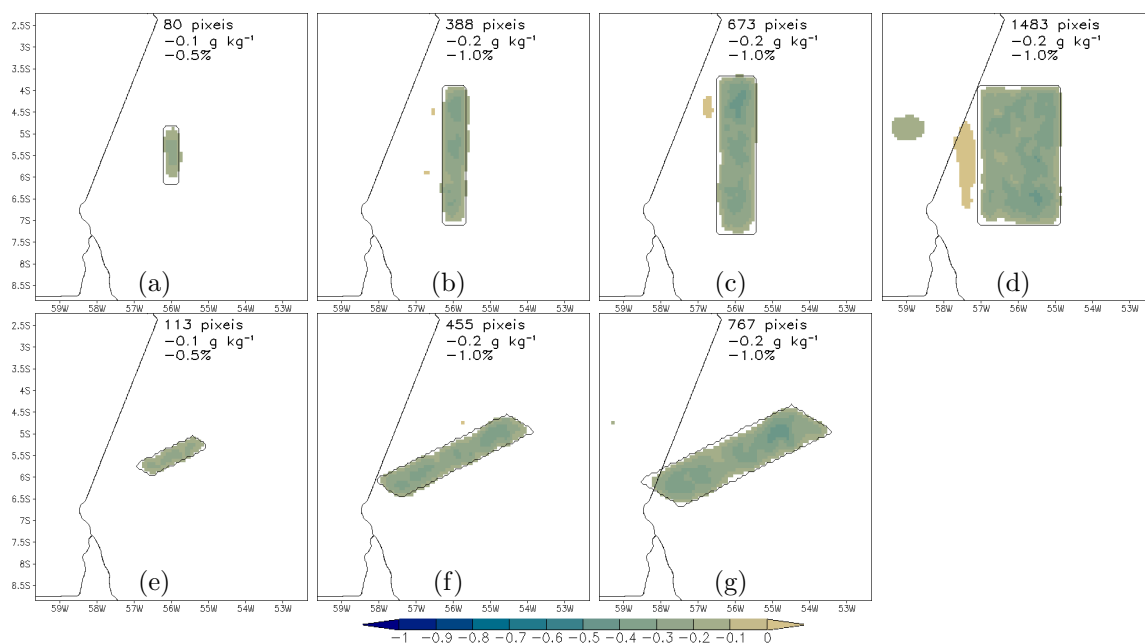 80 pixeis
−0.1 g kg⁻¹
−0.5%
388 pixeis
−0.2 g kg⁻¹
−1.0%
673 pixeis
−0.2 g kg⁻¹
−1.0%
1483 pixeis
−0.2 g kg⁻¹
−1.0%
2.5S
3S
3.5S
4S
4.5S
5S
5.5S
6S
6.5S
7S
7.5S
8S
8.5S
(a) (b) (c) (d)
59W 58W 57W 56W 55W 54W 53W
59W 58W 57W 56W 55W 54W 53W
59W 58W 57W 56W 55W 54W 53W
59W 58W 57W 56W 55W 54W 53W
113 pixeis
−0.1 g kg⁻¹
−0.5%
455 pixeis
−0.2 g kg⁻¹
−1.0%
767 pixeis
−0.2 g kg⁻¹
−1.0%
2.5S
3S
3.5S
4S
4.5S
5S
5.5S
6S
6.5S
7S
7.5S
8S
8.5S
(e) (f) (g)
59W 58W 57W 56W 55W 54W 53W
59W 58W 57W 56W 55W 54W 53W
59W 58W 57W 56W 55W 54W 53W
−1 −0.9 −0.8 −0.7 −0.6 −0.5 −0.4 −0.3 −0.2 −0.1 0